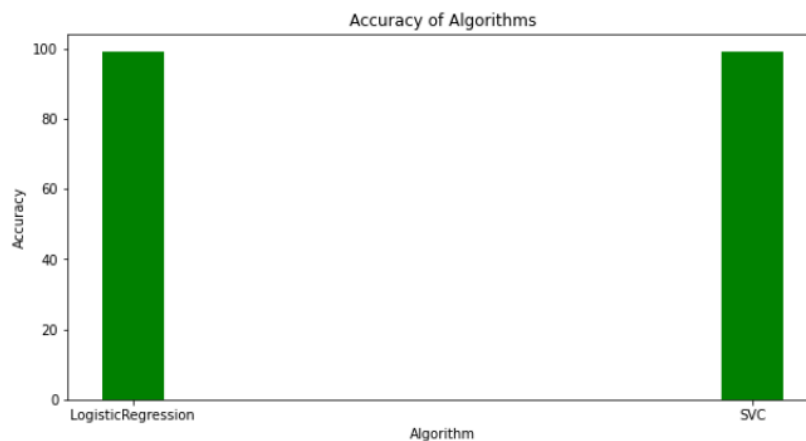 Accuracy of Algorithms
100
80
60
40
20
0
Accuracy
LogisticRegression
SVC
Algorithm